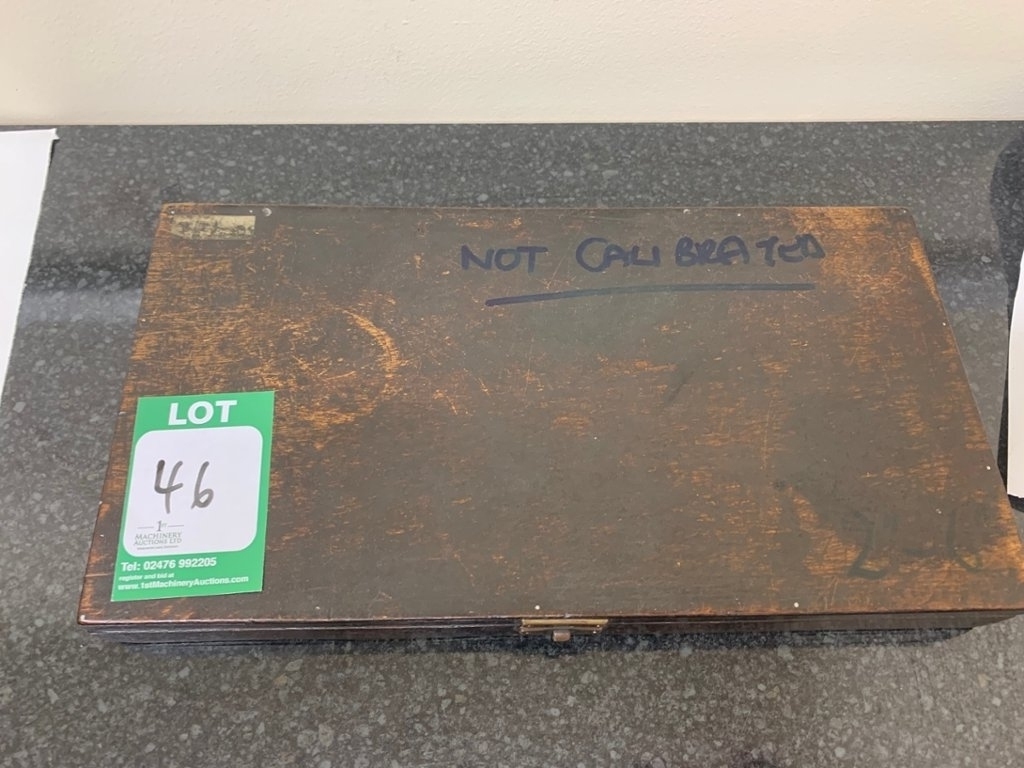 NOT CALIBRATED
LOT
46
1ST
MACHINERY
AUCTIONS LTD
Tel: 02476 992205
register and bid at
www.1stMachineryAuctions.com